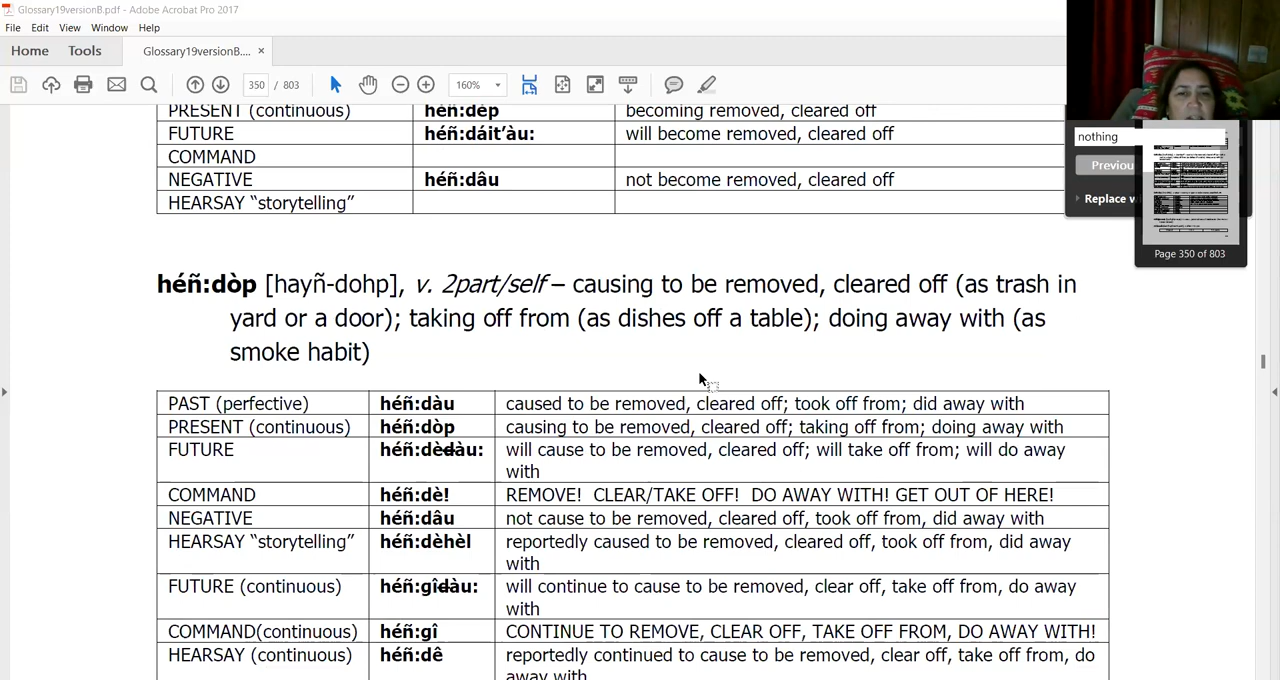 Glossary19versionB.pdf - Adobe Acrobat Pro 2017
File Edit View Window Help
Home Tools Glossary19versionB.... ×
350 / 803 160%
PRESENT (continuous) héñ:dép becoming removed, cleared off
FUTURE héñ:dáit’àu: will become removed, cleared off
COMMAND
NEGATIVE héñ:dâu not become removed, cleared off
HEARSAY “storytelling”
nothing
Previou
Replace wi
Page 350 of 803
héñ:dòp [hayñ-dohp], v. 2part/self – causing to be removed, cleared off (as trash in
yard or a door); taking off from (as dishes off a table); doing away with (as
smoke habit)
PAST (perfective) héñ:dàu caused to be removed, cleared off; took off from; did away with
PRESENT (continuous) héñ:dòp causing to be removed, cleared off; taking off from; doing away with
FUTURE héñ:dèdàu: will cause to be removed, cleared off; will take off from; will do away
with
COMMAND héñ:dè! REMOVE! CLEAR/TAKE OFF! DO AWAY WITH! GET OUT OF HERE!
NEGATIVE héñ:dâu not cause to be removed, cleared off, took off from, did away with
HEARSAY “storytelling” héñ:dèhèl reportedly caused to be removed, cleared off, took off from, did away
with
FUTURE (continuous) héñ:gîdàu: will continue to cause to be removed, clear off, take off from, do away
with
COMMAND(continuous) héñ:gî CONTINUE TO REMOVE, CLEAR OFF, TAKE OFF FROM, DO AWAY WITH!
HEARSAY (continuous) héñ:dê reportedly continued to cause to be removed, clear off, take off from, do
away with